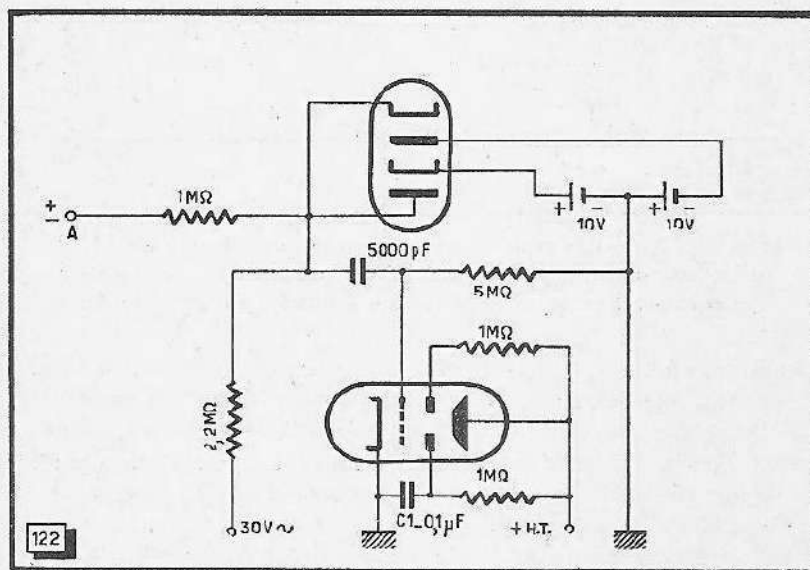 1MΩ
+
−
A
+ − + −
10V 10V
5000pF
5MΩ
1MΩ
2,2MΩ
1MΩ
C1_0,1µF
30V~
+ H.T.
122